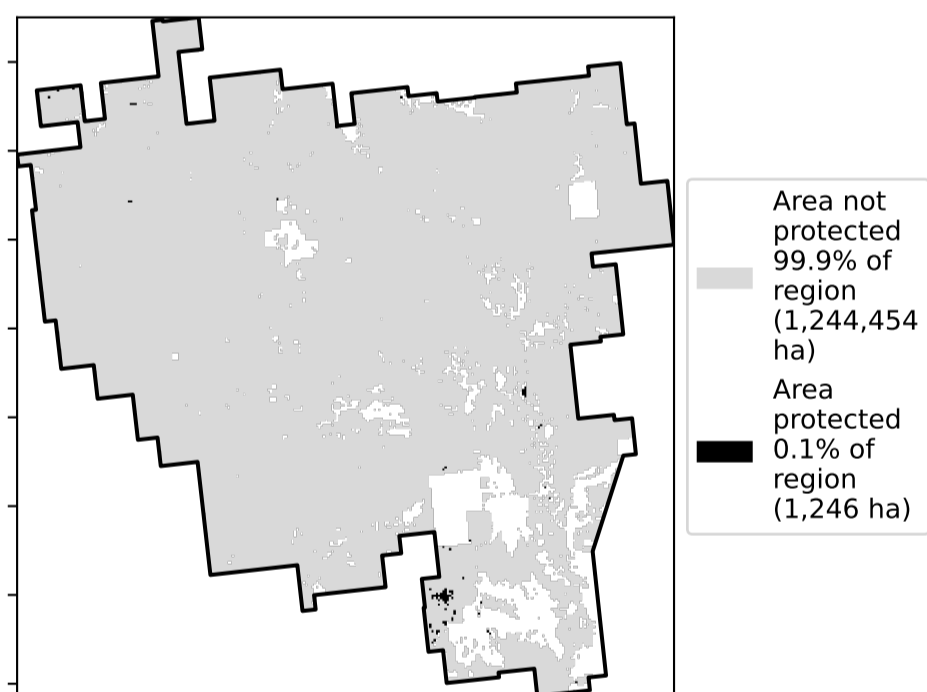 Area not
protected
99.9% of
region
(1,244,454
ha)
Area
protected
0.1% of
region
(1,246 ha)